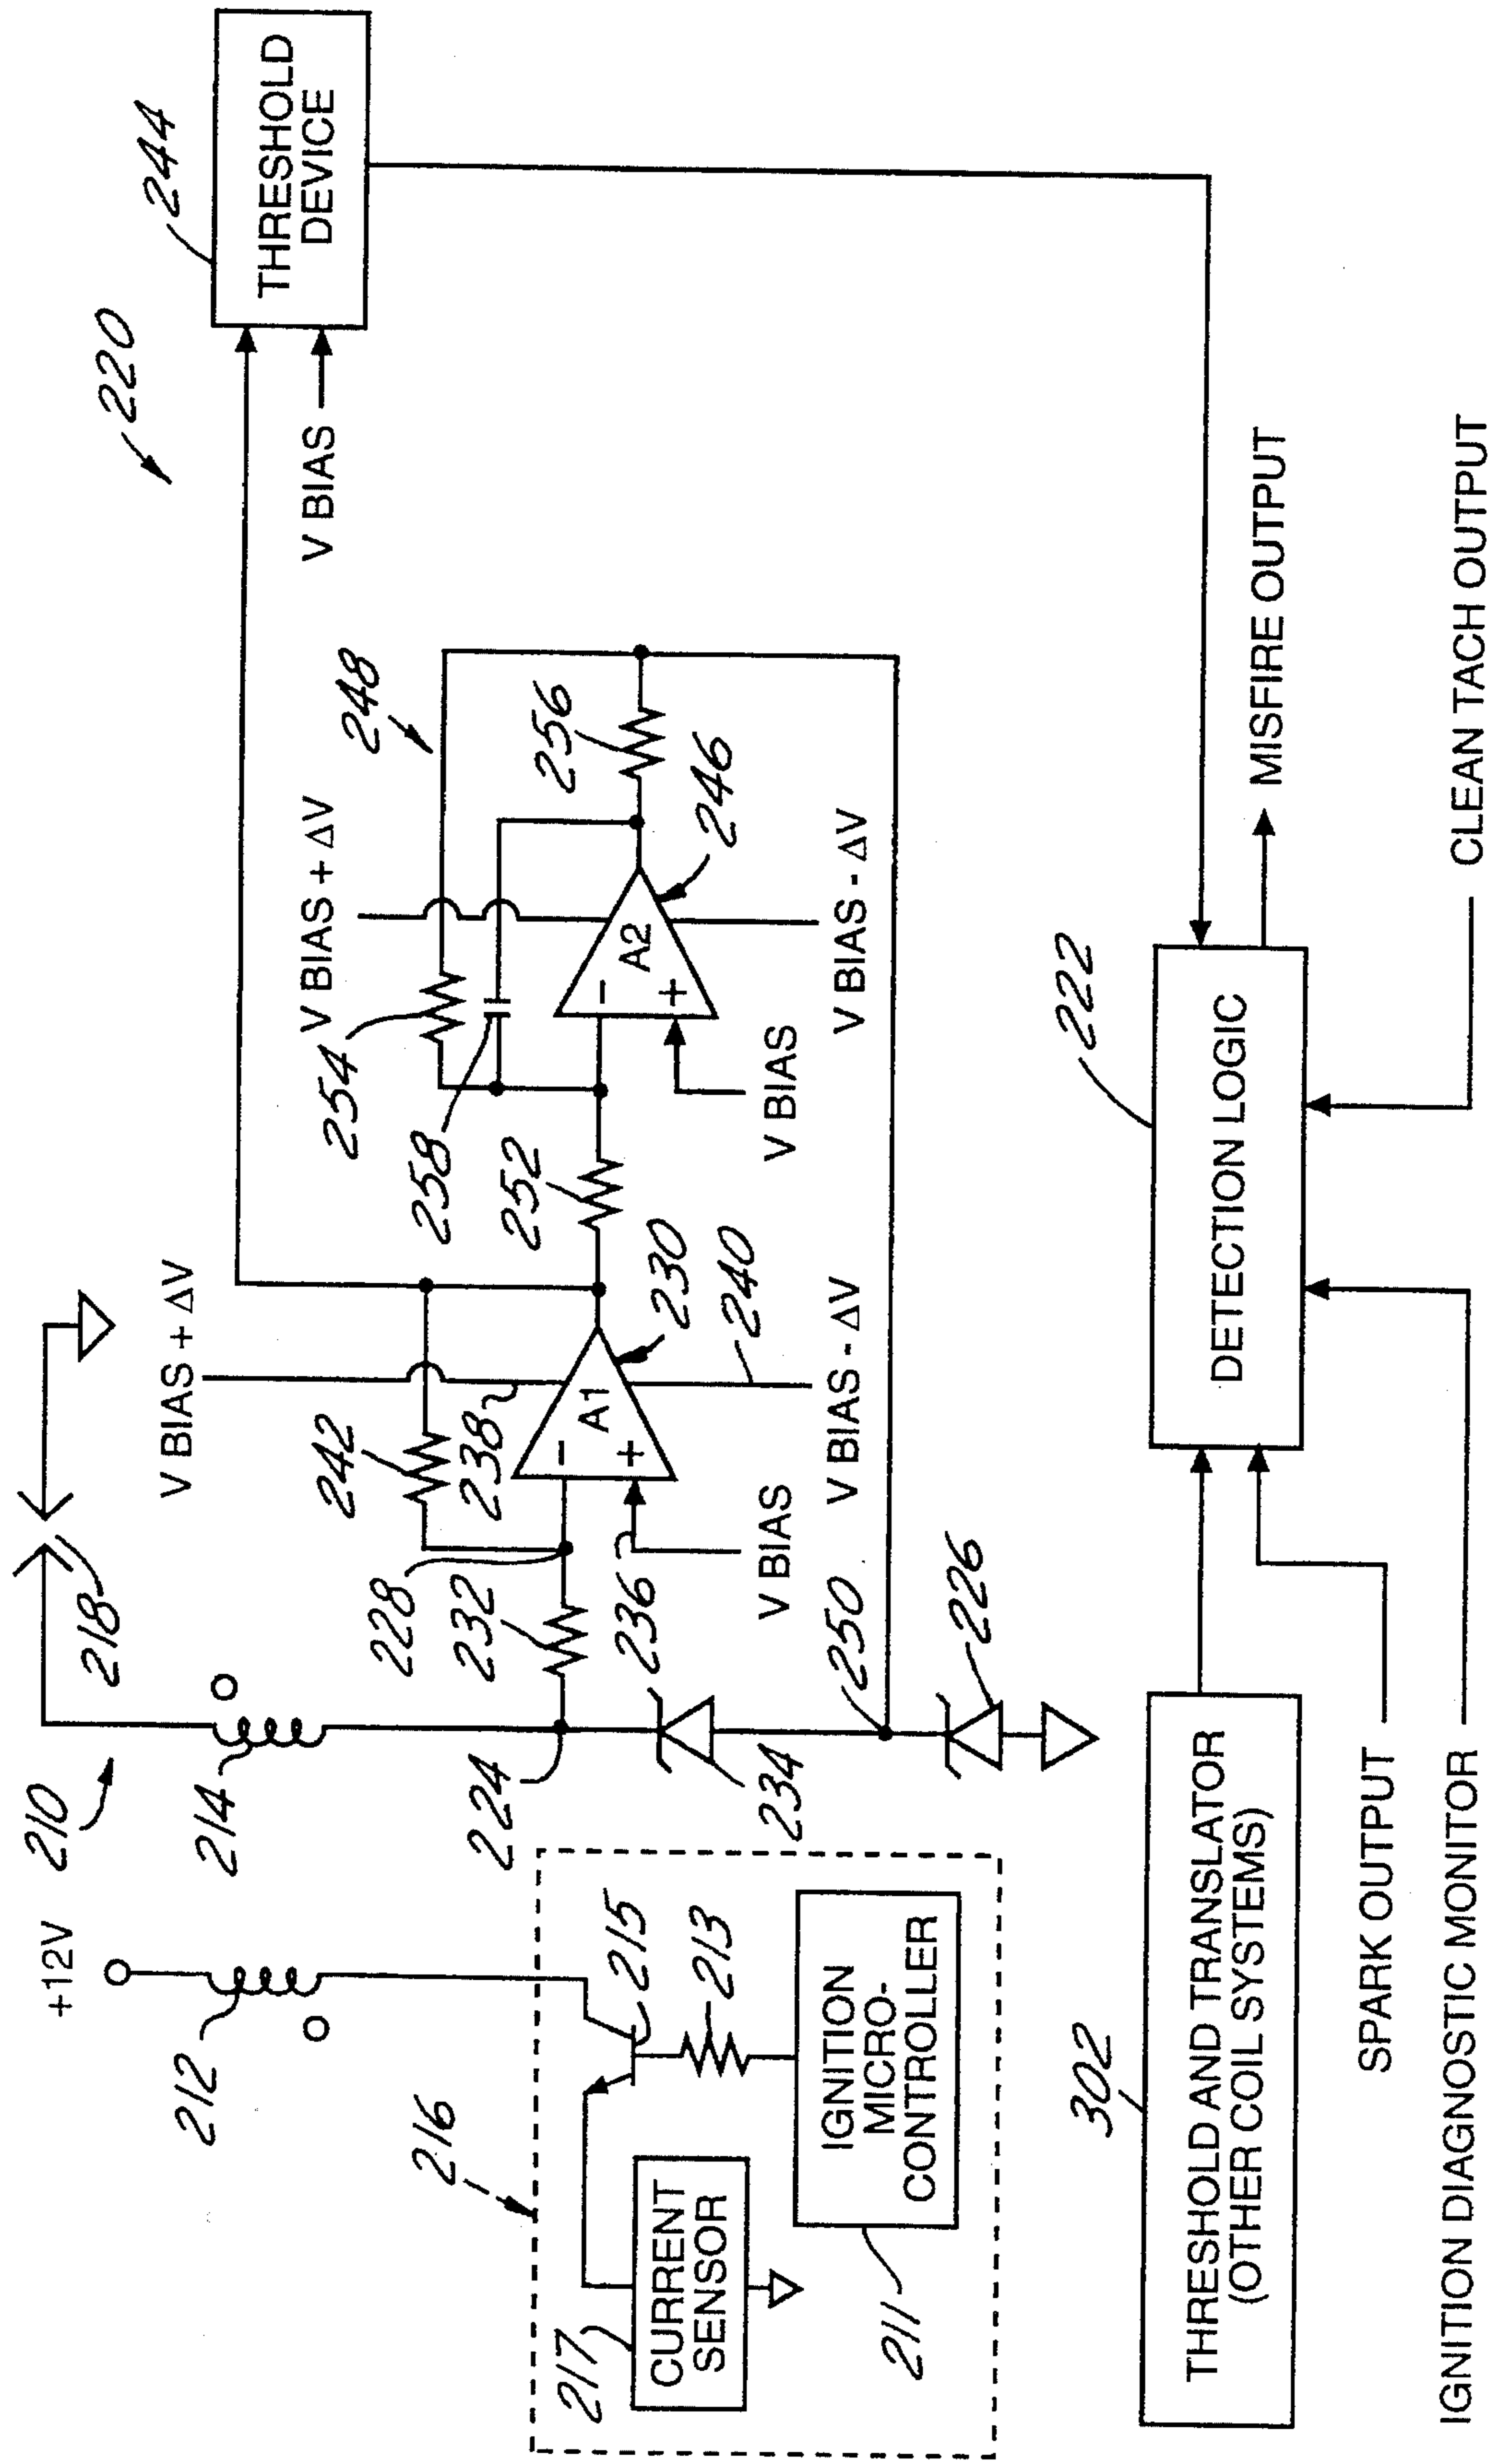 210
+12V
212
214
218
216
217
CURRENT
SENSOR
215
213
IGNITION
MICRO-
CONTROLLER
211
224
234
250
226
228
232
236
V BIAS
242
238
V BIAS + ΔV
A1
-
+
230
240
V BIAS - ΔV
252
254
258
V BIAS + ΔV
248
A2
-
+
V BIAS
V BIAS - ΔV
246
256
220
V BIAS
244
THRESHOLD
DEVICE
302
THRESHOLD AND TRANSLATOR
(OTHER COIL SYSTEMS)
SPARK OUTPUT
IGNITION DIAGNOSTIC MONITOR
222
DETECTION LOGIC
MISFIRE OUTPUT
CLEAN TACH OUTPUT